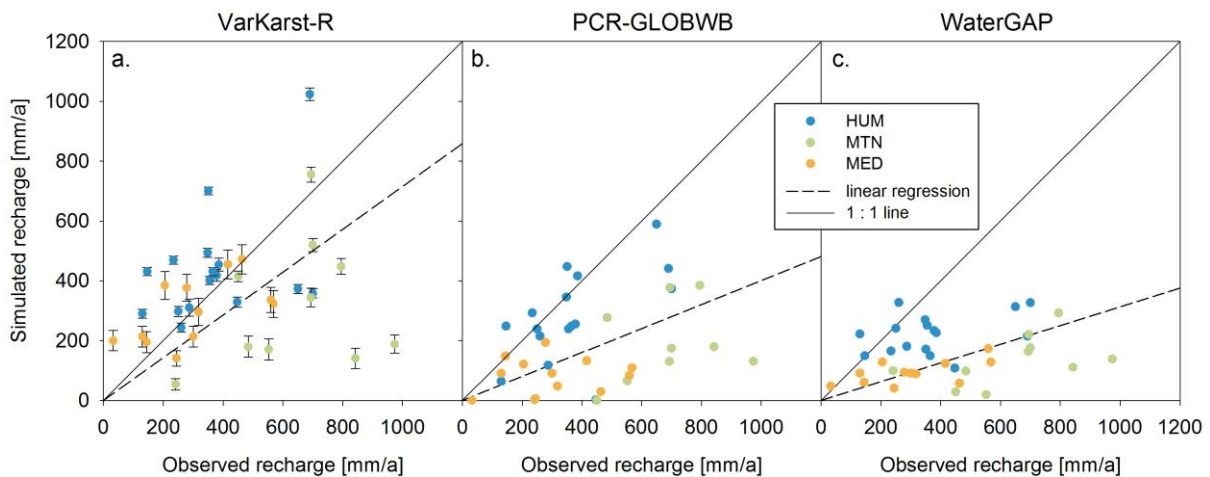 VarKarst-R
PCR-GLOBWB
WaterGAP
Simulated recharge [mm/a]
1200
1000
800
600
400
200
0
a.
b.
c.
HUM
MTN
MED
linear regression
1 : 1 line
0 200 400 600 800 1000
0 200 400 600 800 1000
0 200 400 600 800 1000 1200
Observed recharge [mm/a]
Observed recharge [mm/a]
Observed recharge [mm/a]